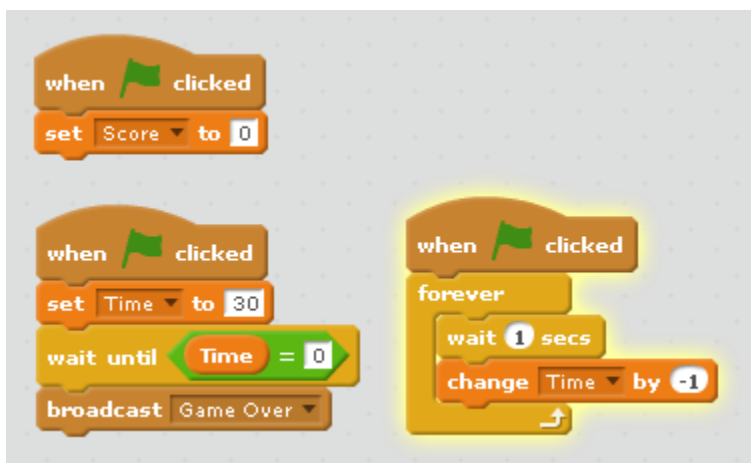 when clicked
set Score to 0
when clicked
set Time to 30
wait until Time = 0
broadcast Game Over
when clicked
forever
wait 1 secs
change Time by -1